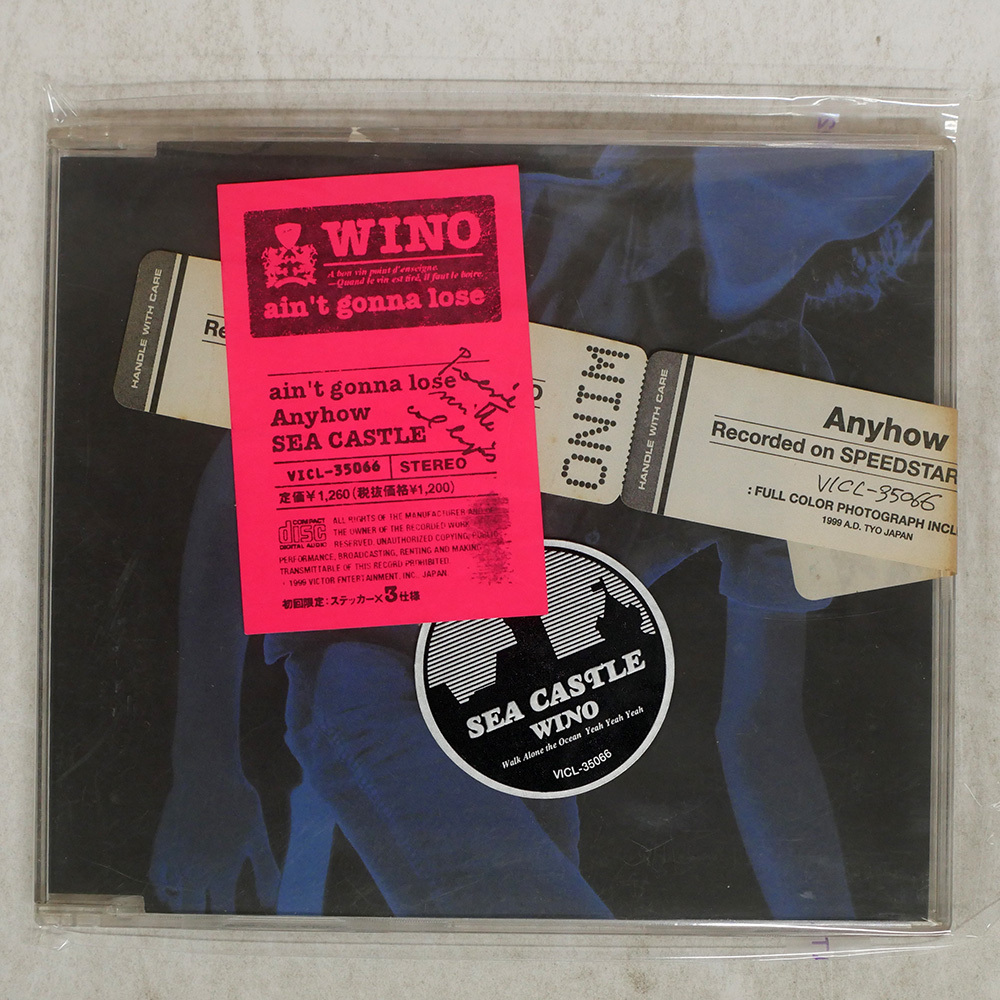 WINO
A bon vin point d'enseigne.
—Quand le vin est tiré, il faut le boire.
ain't gonna lose
ain't gonna lose
Anyhow
SEA CASTLE
VICL-35066 STEREO
定価¥1,260(税抜価格¥1,200)
COMPACT
disc
DIGITAL AUDIO
ALL RIGHTS OF THE MANUFACTURER AND OF
THE OWNER OF THE RECORDED WORK
RESERVED. UNAUTHORIZED COPYING, PUBLIC
PERFORMANCE, BROADCASTING, RENTING AND MAKING
TRANSMITTABLE OF THIS RECORD PROHIBITED.
1999 VICTOR ENTERTAINMENT, INC., JAPAN
初回限定:ステッカー×3仕様
HANDLE WITH CARE
Re
WINO
HANDLE WITH CARE
Anyhow
Recorded on SPEEDSTAR
VICL-35066
: FULL COLOR PHOTOGRAPH INCL
1999 A.D. TYO JAPAN
SEA CASTLE
WINO
Walk Alone the Ocean Yeah Yeah Yeah
VICL-35066